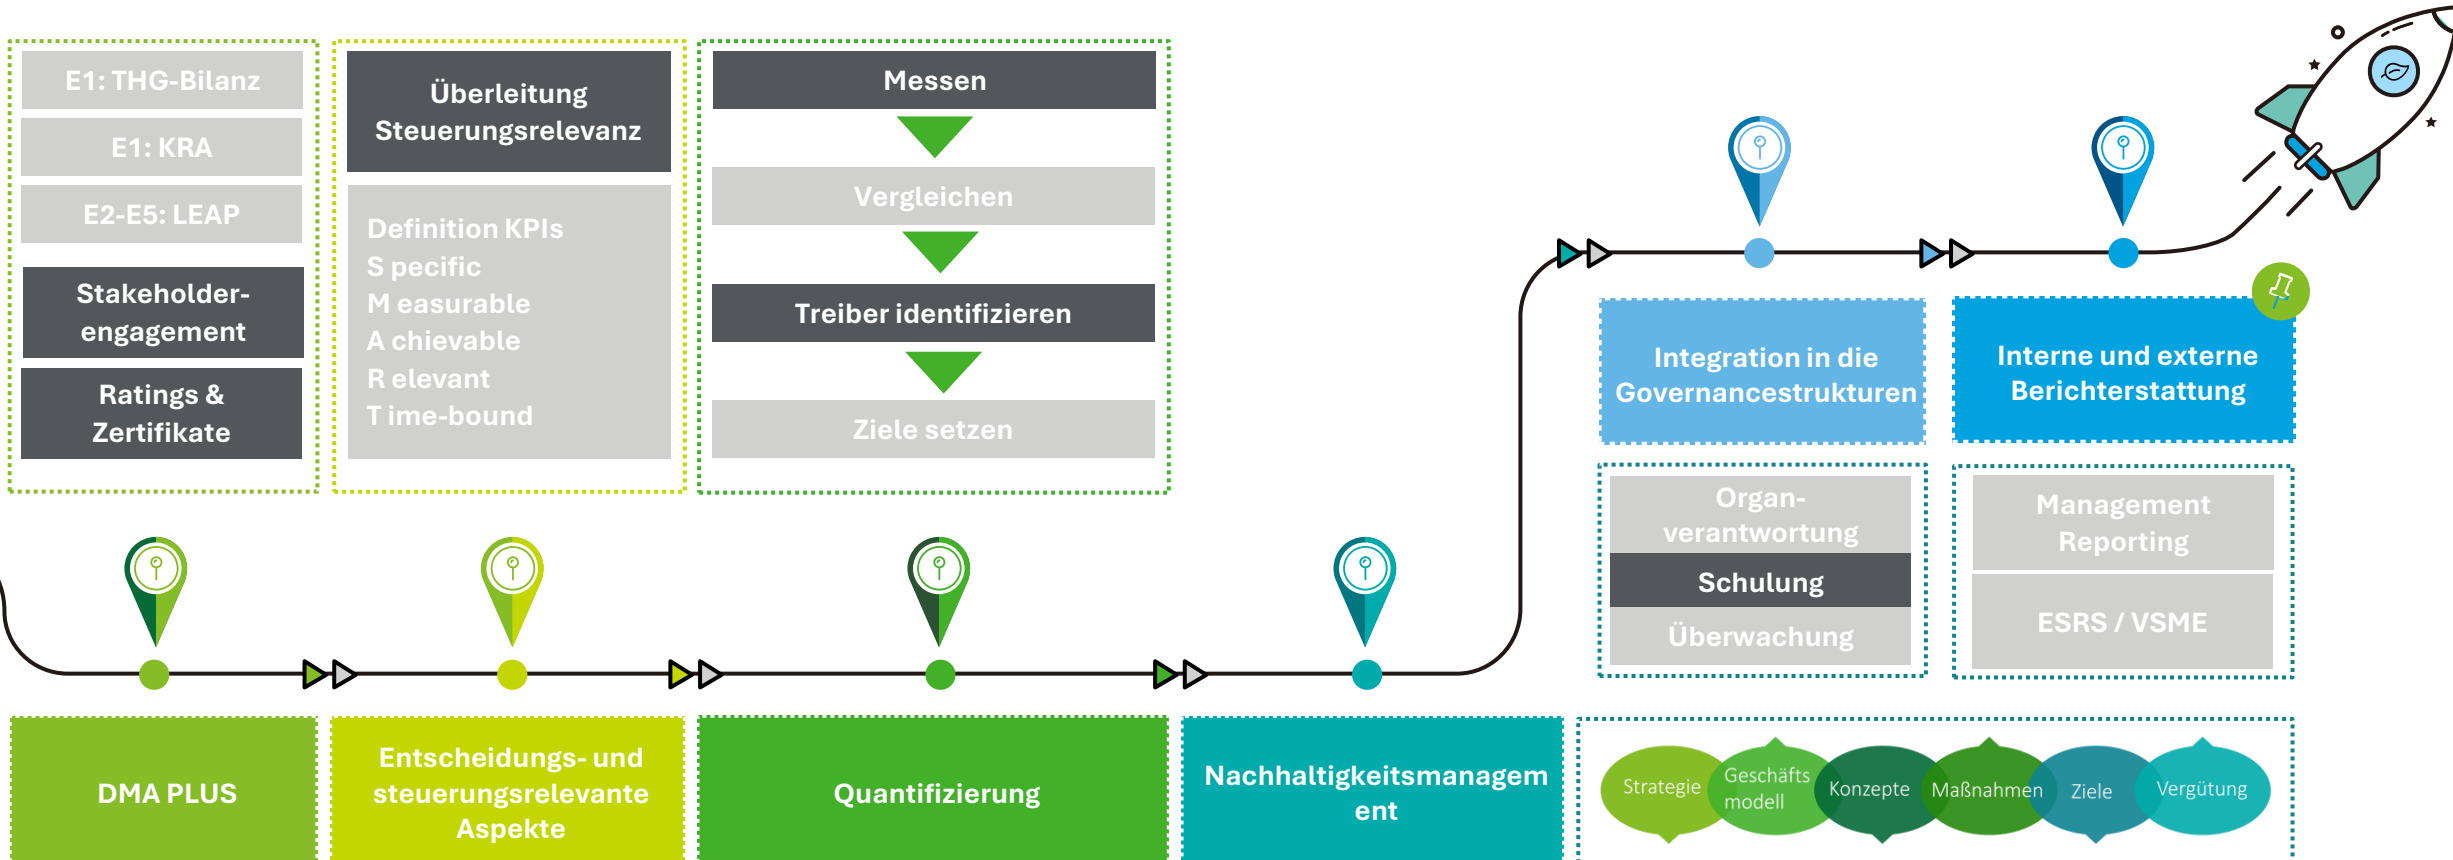 E1: THG-Bilanz
E1: KRA
E2-E5: LEAP
Stakeholder-
engagement
Ratings &
Zertifikate
Überleitung
Steuerungsrelevanz
Definition KPIs
S pecific
M easurable
A chievable
R elevant
T ime-bound
Messen
Vergleichen
Treiber identifizieren
Ziele setzen
DMA PLUS
Entscheidungs- und
steuerungsrelevante
Aspekte
Quantifizierung
Nachhaltigkeitsmanagem
ent
Integration in die
Governancestrukturen
Organ-
verantwortung
Schulung
Überwachung
Interne und externe
Berichterstattung
Management
Reporting
ESRS / VSME
Strategie
Geschäfts
modell
Konzepte
Maßnahmen
Ziele
Vergütung